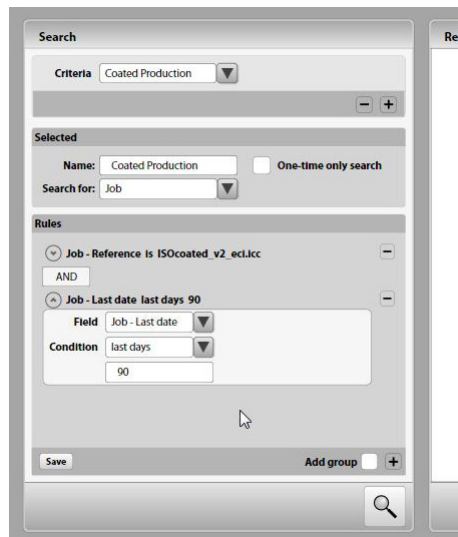 Search
Re
Criteria Coated Production
Selected
Name: Coated Production One-time only search
Search for: Job
Rules
Job - Reference is ISOcoated_v2_eci.icc
AND
Job - Last date last days 90
Field Job - Last date
Condition last days
90
Save Add group